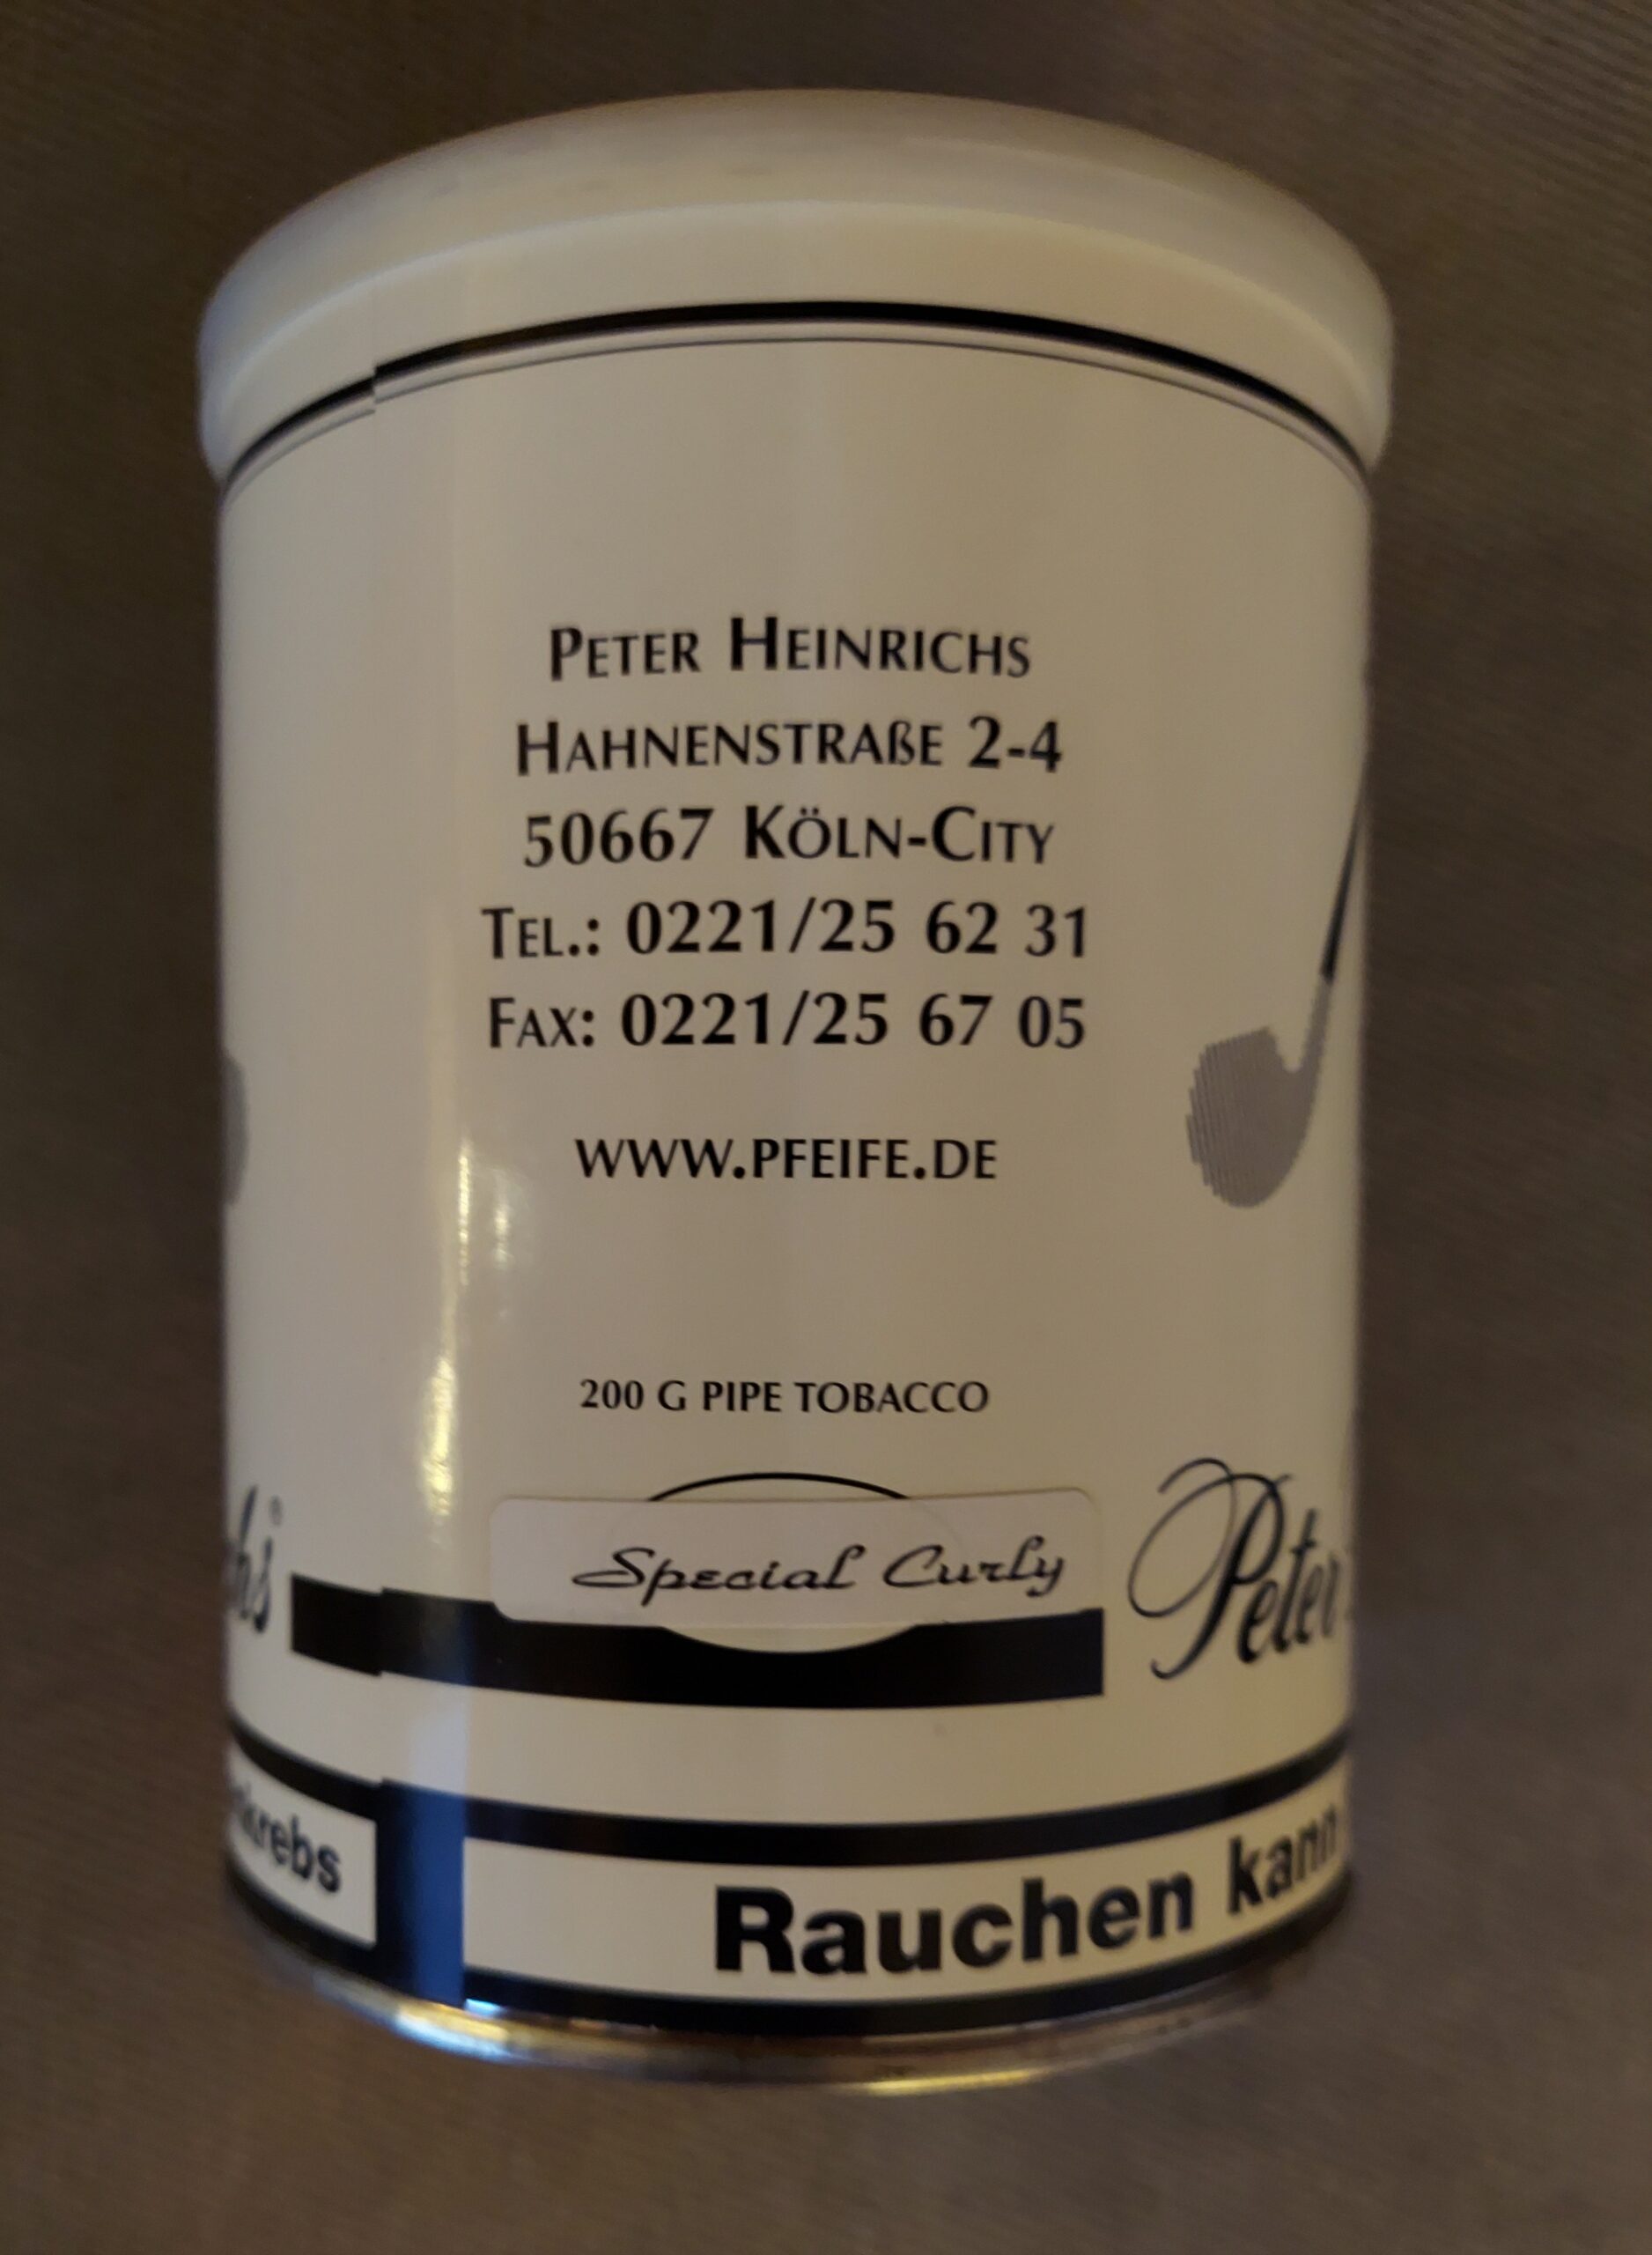 Peter Heinrichs
Hahnenstraße 2-4
50667 Köln-City
Tel.: 0221/25 62 31
Fax: 0221/25 67 05
www.pfeife.de
200 G PIPE TOBACCO
Special Curly
Peter
Rauchen kann